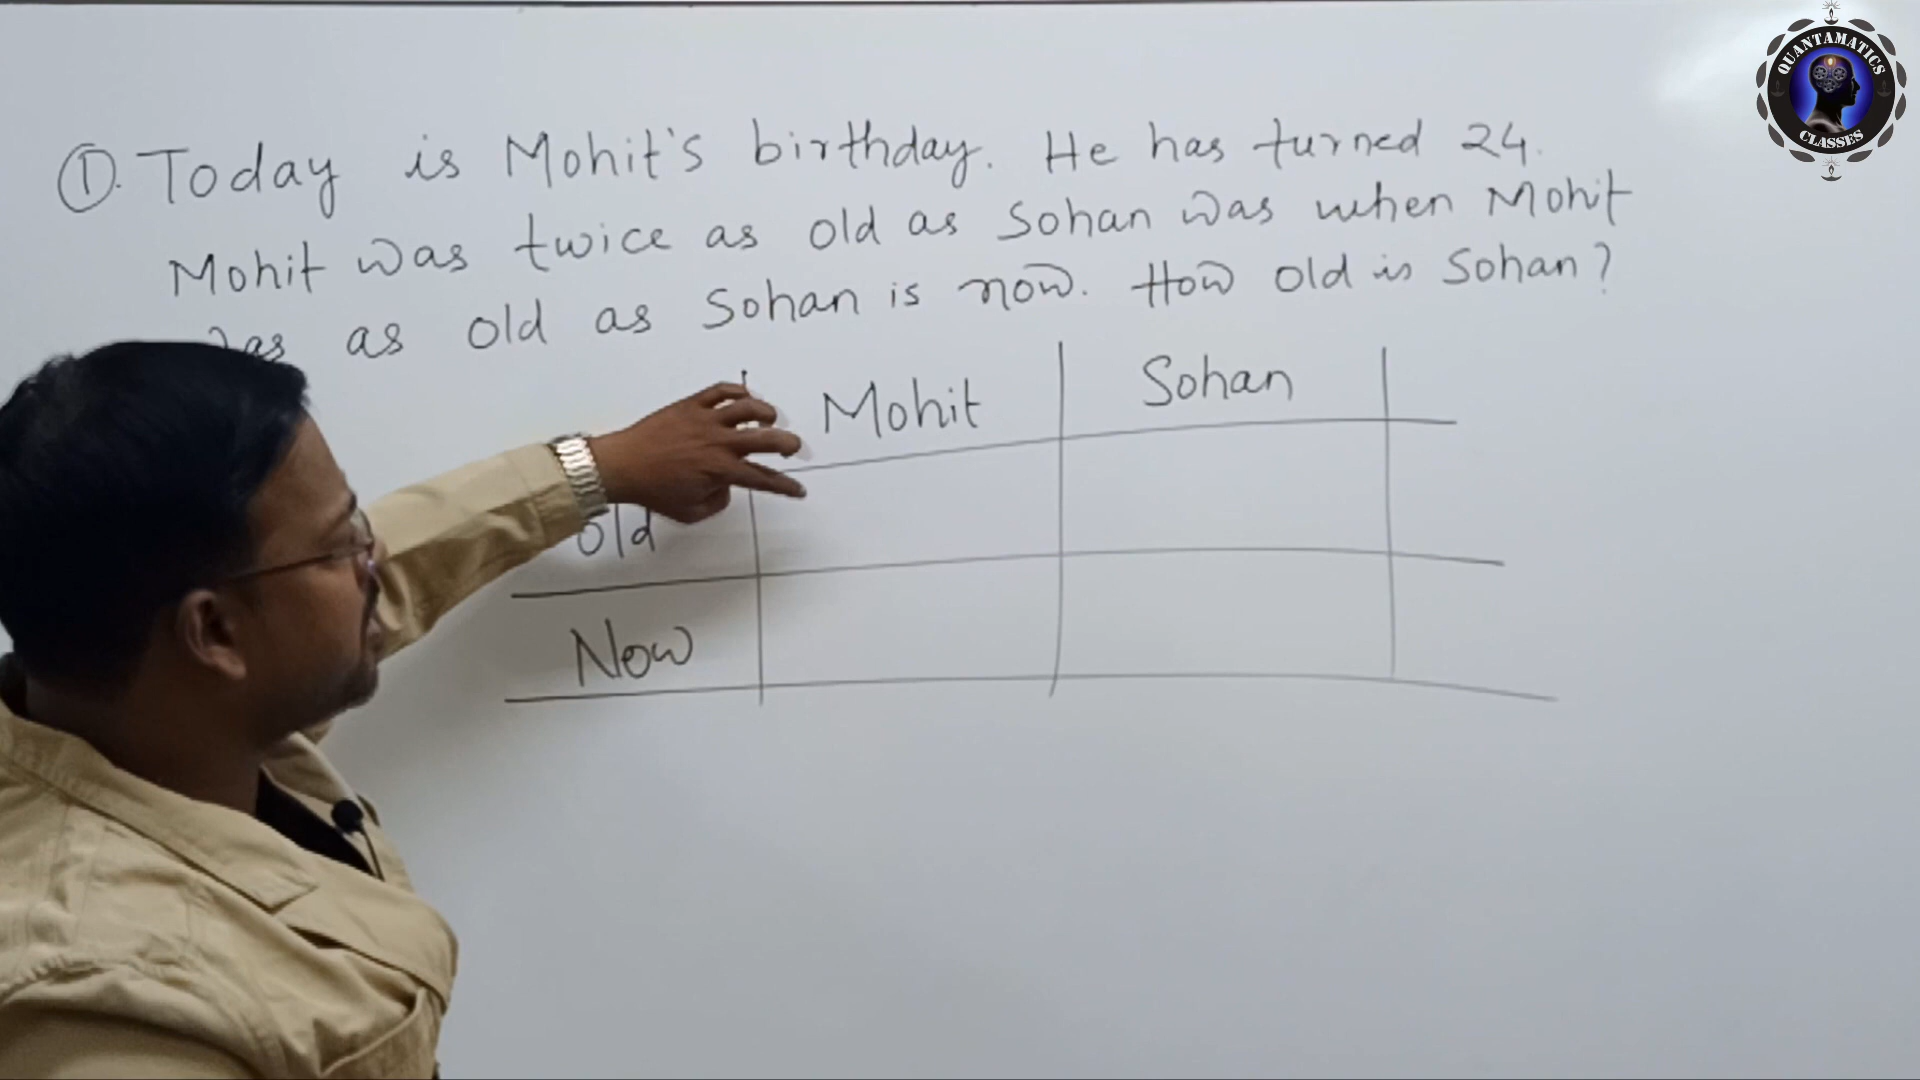 ① Today is Mohit's birthday. He has turned 24.
Mohit was twice as old as Sohan was when Mohit
as old as Sohan is now. How old is Sohan?
Mohit Sohan
old
Now
QUANTAMATICS
CLASSES